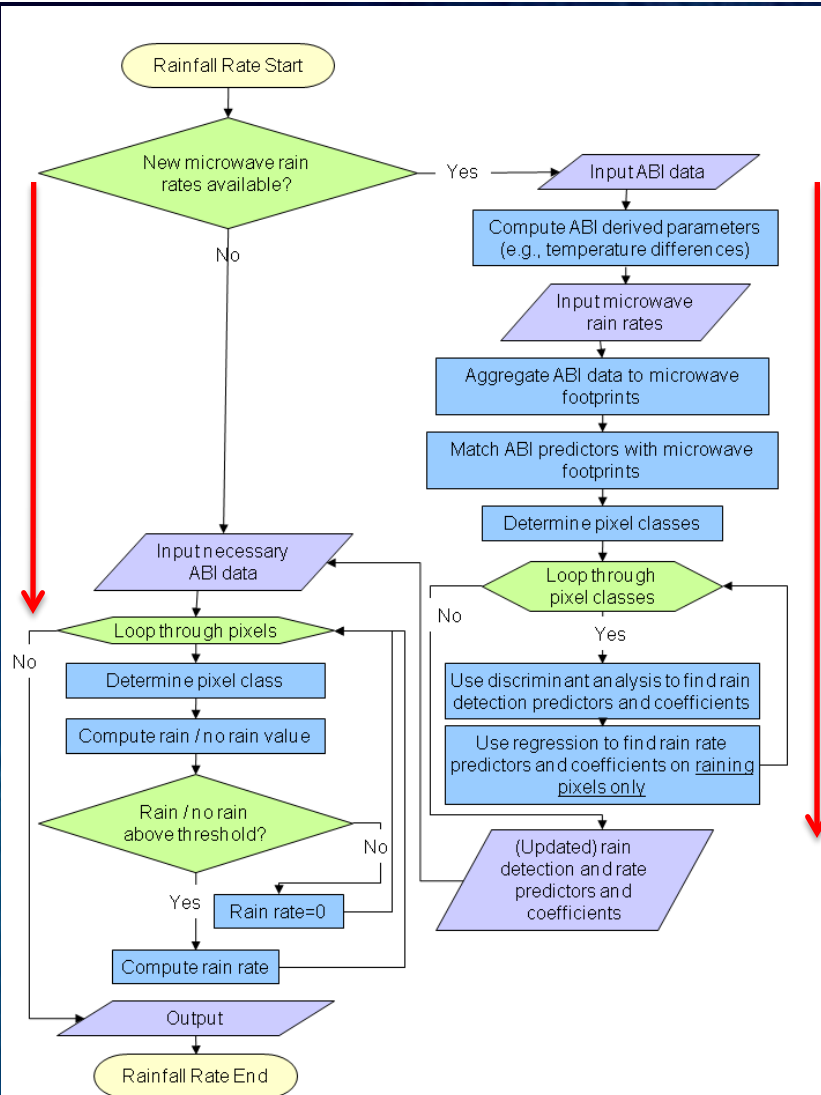 Rainfall Rate Start
New microwave rain
rates available?
Yes
Input ABI data
Compute ABI derived parameters
(e.g., temperature differences)
No
Input microwave
rain rates
Aggregate ABI data to microwave
footprints
Match ABI predictors with microwave
footprints
Determine pixel classes
Loop through
pixel classes
No
Yes
Use discriminant analysis to find rain
detection predictors and coefficients
Use regression to find rain rate
predictors and coefficients on raining
pixels only
(Updated) rain
detection and rate
predictors and
coefficients
Input necessary
ABI data
Loop through pixels
No
Determine pixel class
Compute rain / no rain value
Rain / no rain
above threshold?
No
Yes
Rain rate=0
Compute rain rate
Output
Rainfall Rate End